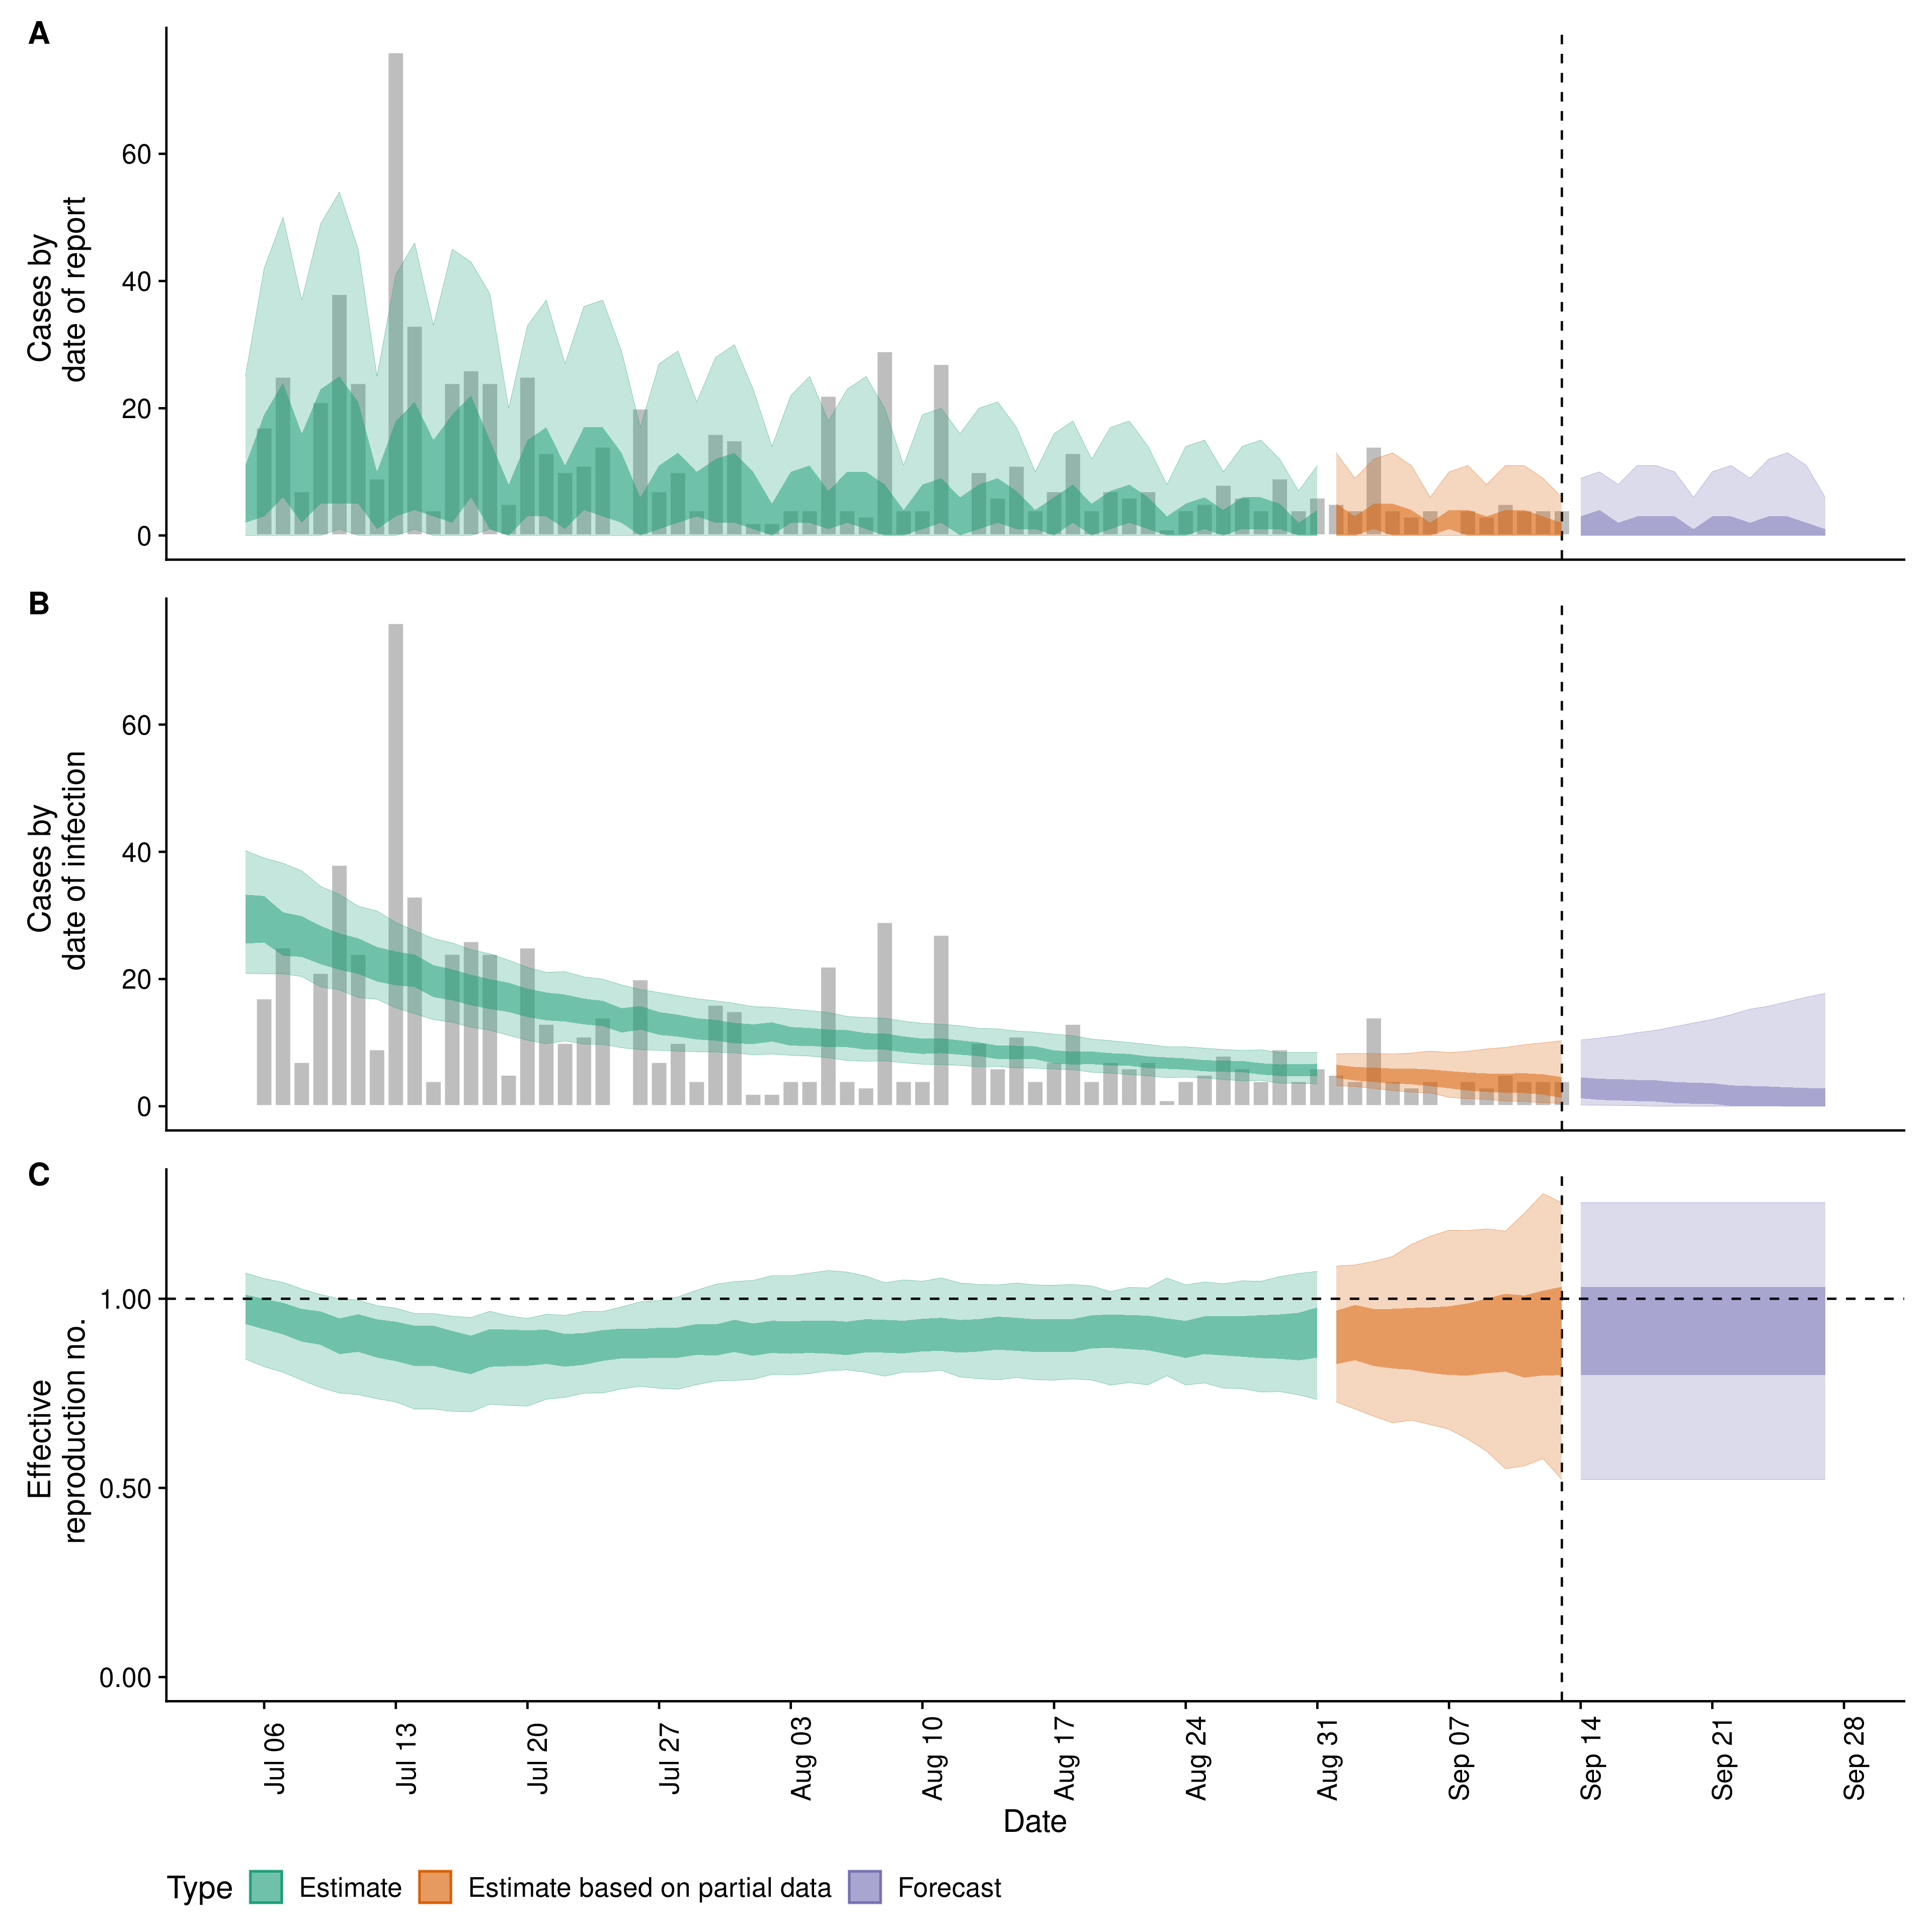 A
Cases by
date of report
60
40
20
0
B
Cases by
date of infection
60
40
20
0
C
Effective
reproduction no.
1.00
0.50
0.00
Jul 06
Jul 13
Jul 20
Jul 27
Aug 03
Aug 10
Aug 17
Aug 24
Aug 31
Sep 07
Sep 14
Sep 21
Sep 28
Date
Type Estimate Estimate based on partial data Forecast